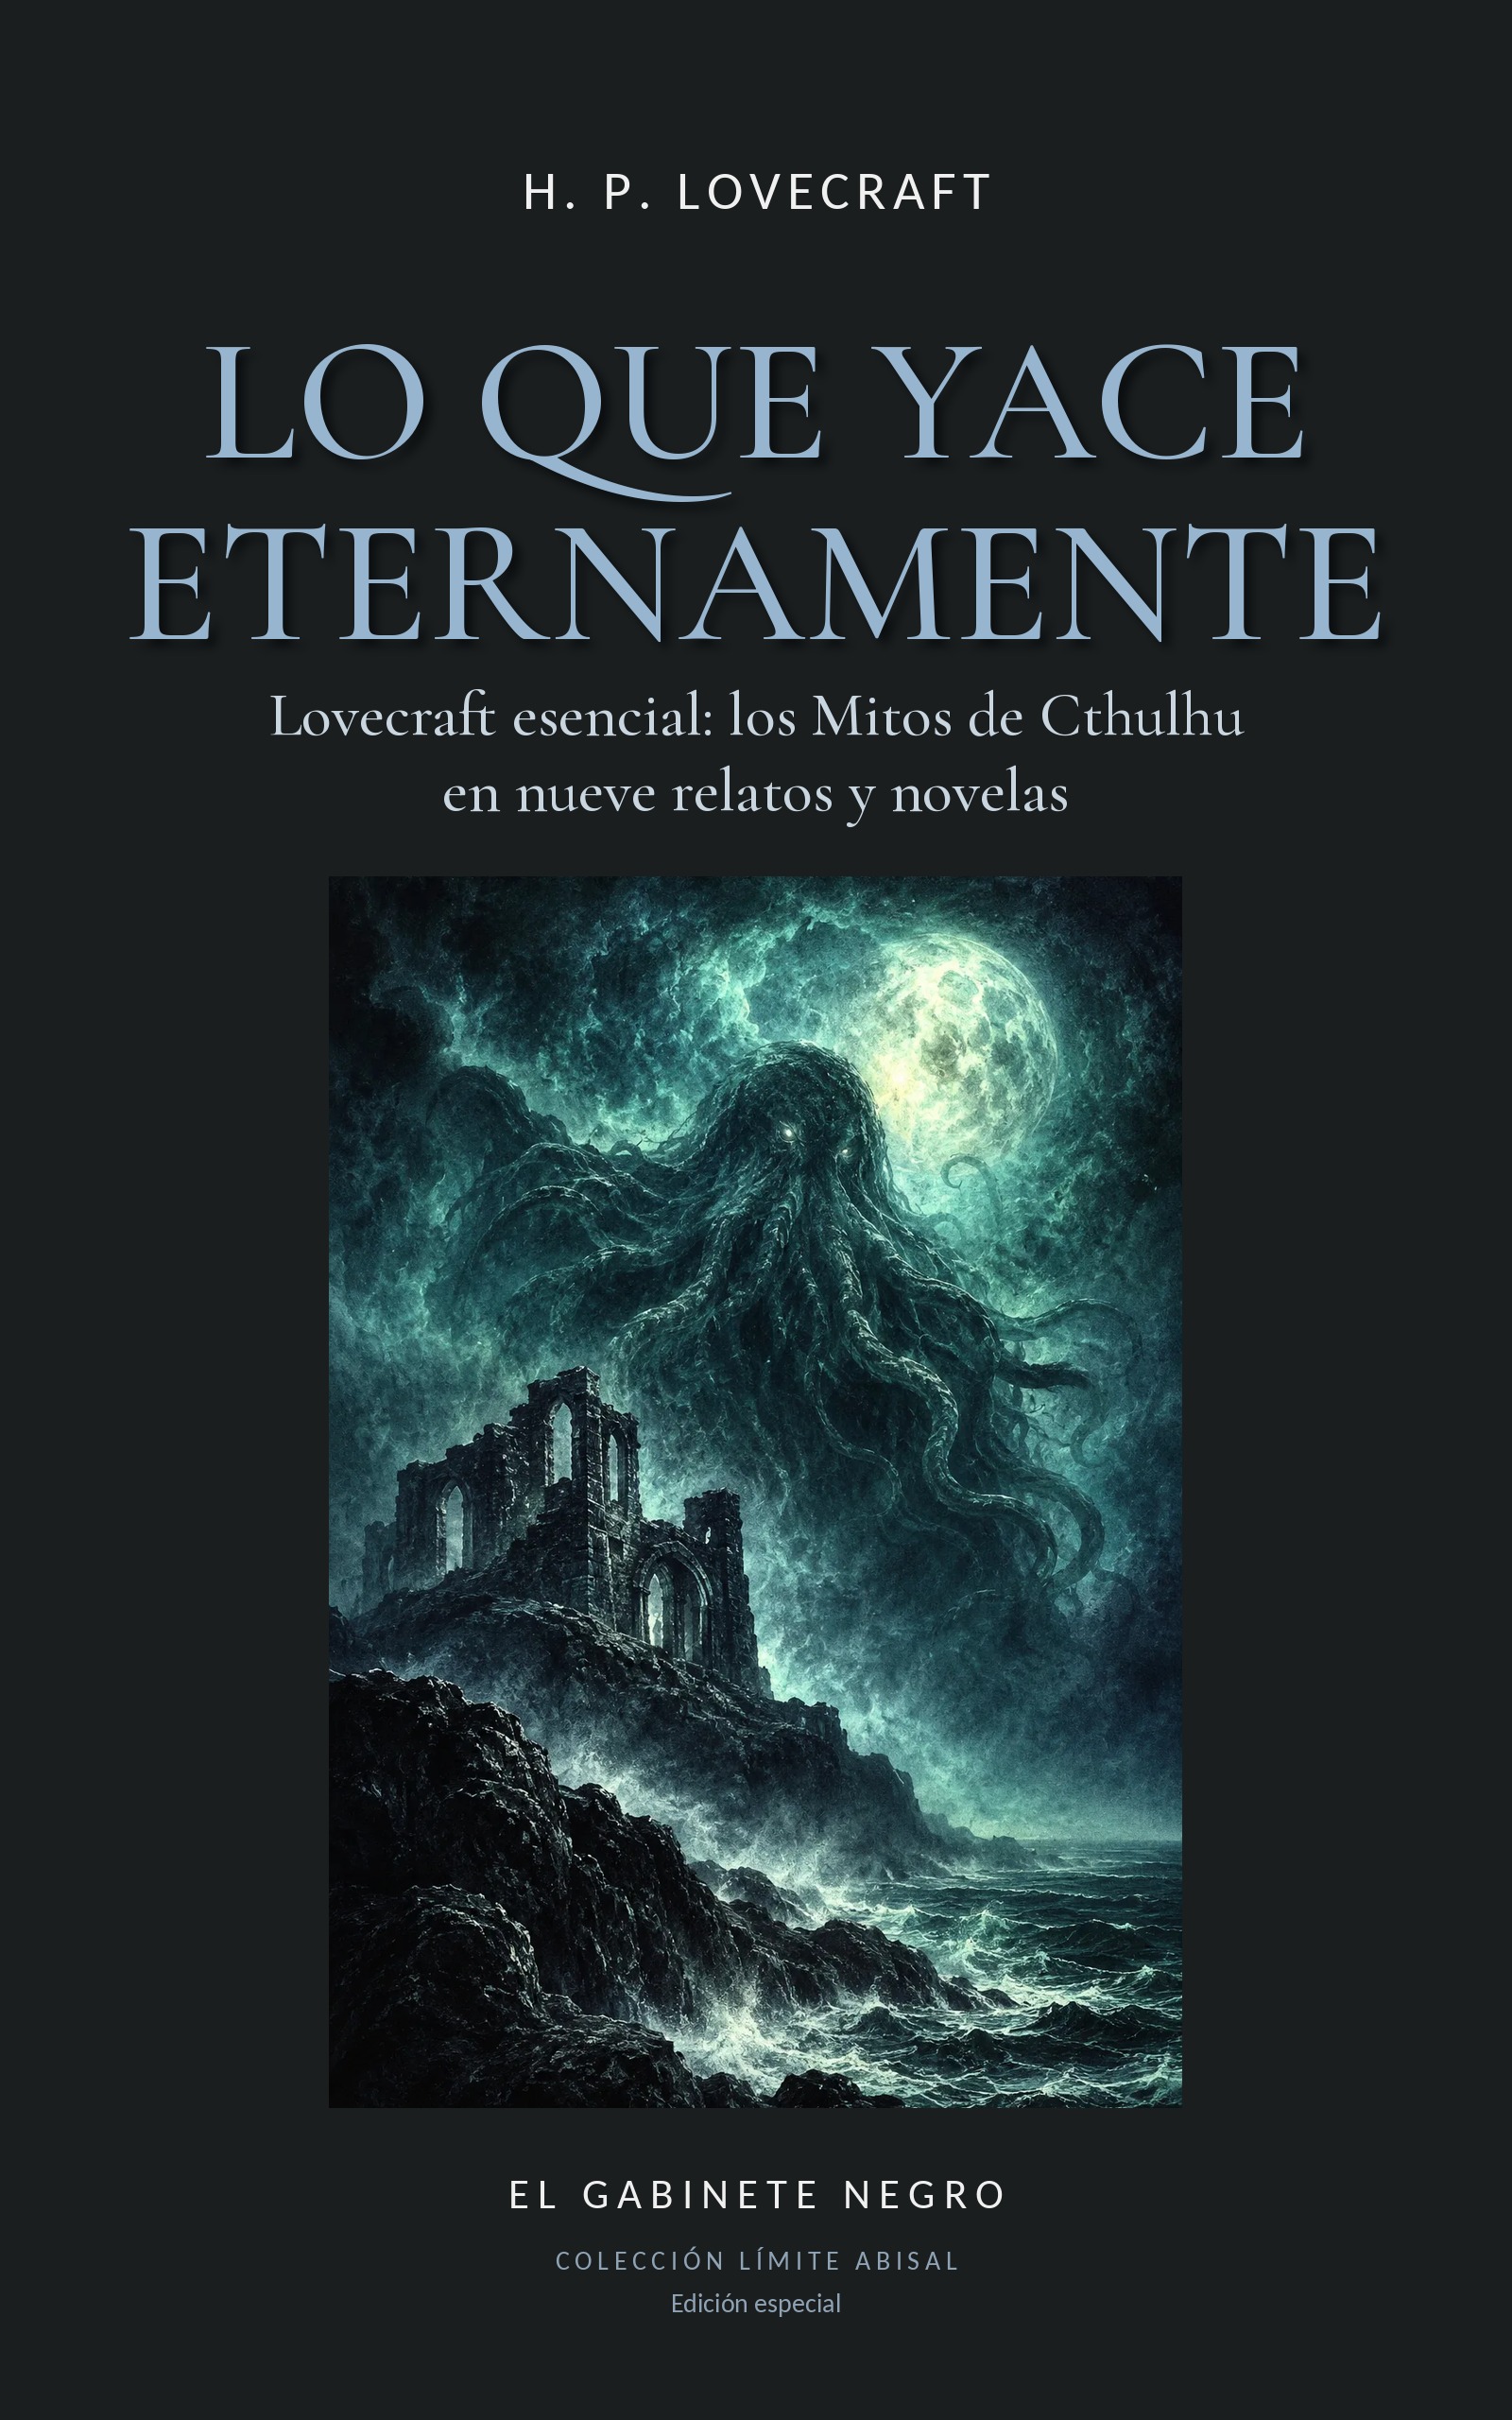 H. P. LOVECRAFT
LO QUE YACE
ETERNAMENTE
Lovecraft esencial: los Mitos de Cthulhu
en nueve relatos y novelas
EL GABINETE NEGRO
COLECCIÓN LÍMITE ABISAL
Edición especial